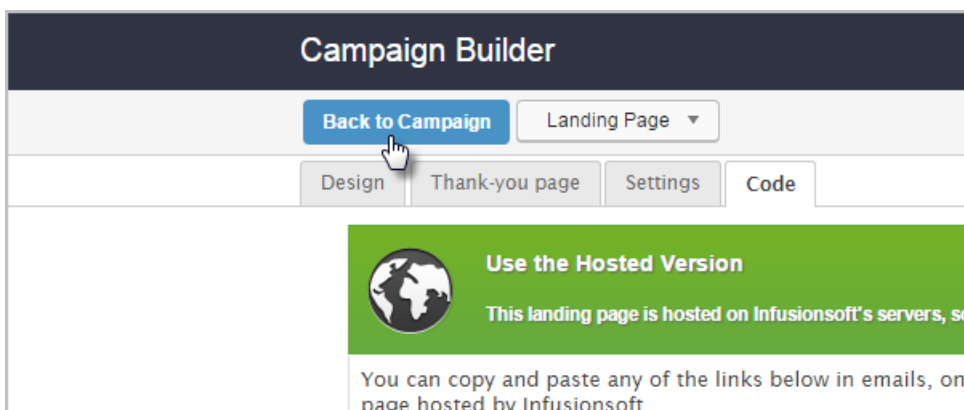 Campaign Builder
Back to Campaign
Landing Page
Design
Thank-you page
Settings
Code
Use the Hosted Version
This landing page is hosted on Infusionsoft's servers,
You can copy and paste any of the links below in emails, on
page hosted by Infusionsoft